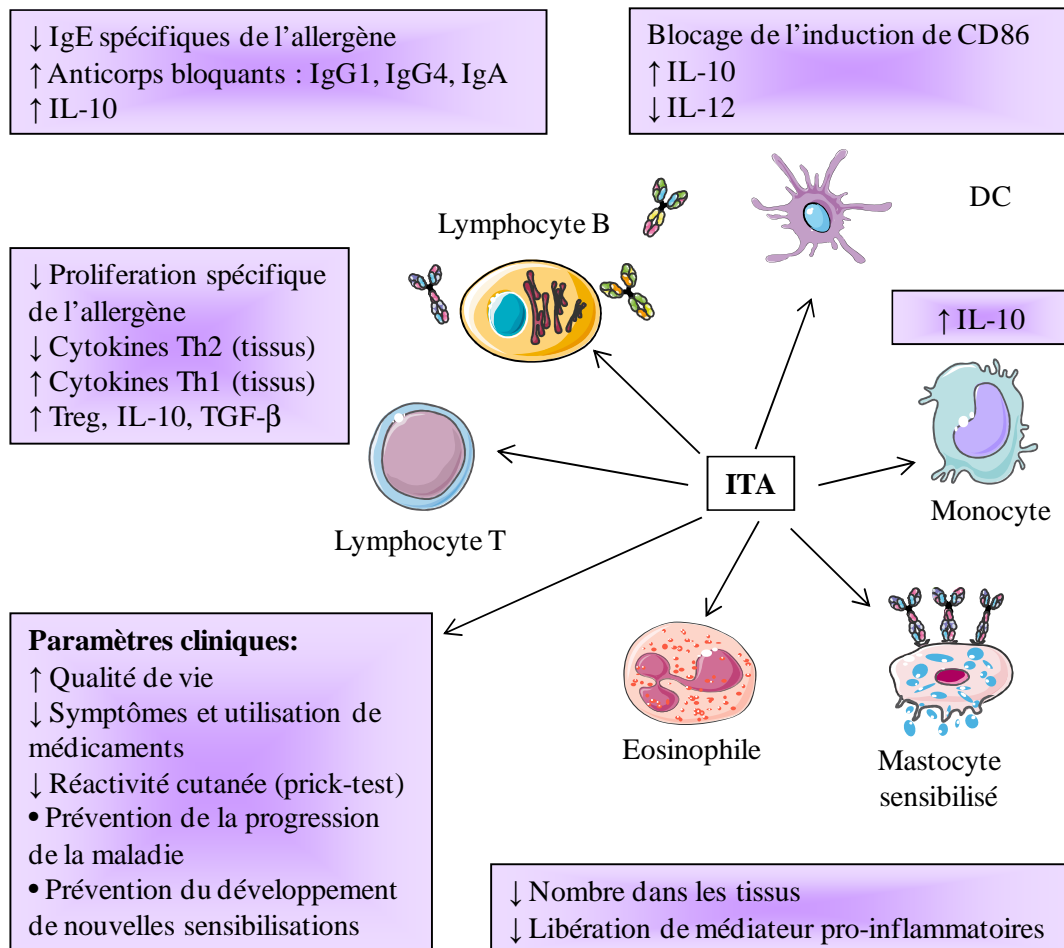 ↓ IgE spécifiques de l'allergène
↑ Anticorps bloquants : IgG1, IgG4, IgA
↑ IL-10
Blocage de l'induction de CD86
↑ IL-10
↓ IL-12
DC
Lymphocyte B
↓ Proliferation spécifique
de l'allergène
↓ Cytokines Th2 (tissus)
↑ Cytokines Th1 (tissus)
↑ Treg, IL-10, TGF-β
↑ IL-10
ITA
Monocyte
Lymphocyte T
Paramètres cliniques:
↑ Qualité de vie
↓ Symptômes et utilisation de
médicaments
↓ Réactivité cutanée (prick-test)
• Prévention de la progression
de la maladie
• Prévention du développement
de nouvelles sensibilisations
Eosinophile
Mastocyte
sensibilisé
↓ Nombre dans les tissus
↓ Libération de médiateur pro-inflammatoires